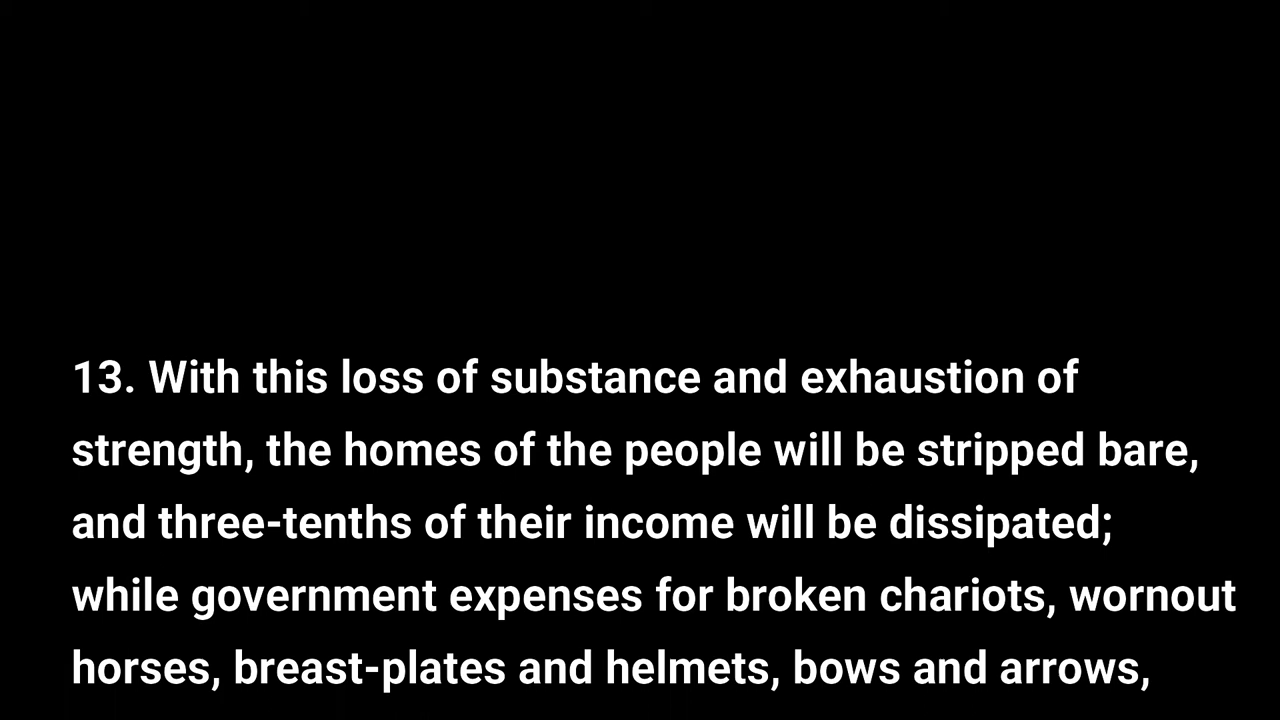 13. With this loss of substance and exhaustion of
strength, the homes of the people will be stripped bare,
and three-tenths of their income will be dissipated;
while government expenses for broken chariots, wornout
horses, breast-plates and helmets, bows and arrows,